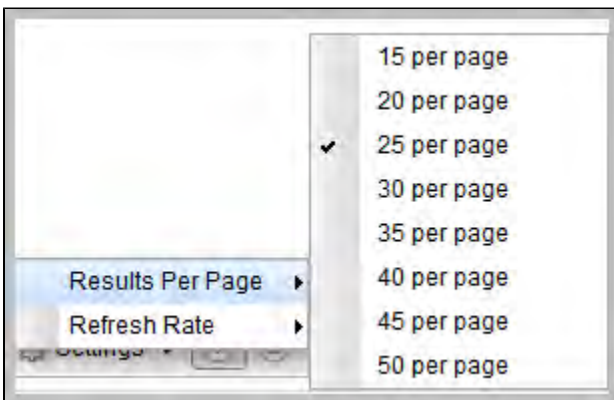 15 per page
20 per page
25 per page
30 per page
35 per page
40 per page
45 per page
50 per page
Results Per Page
Refresh Rate
Settings